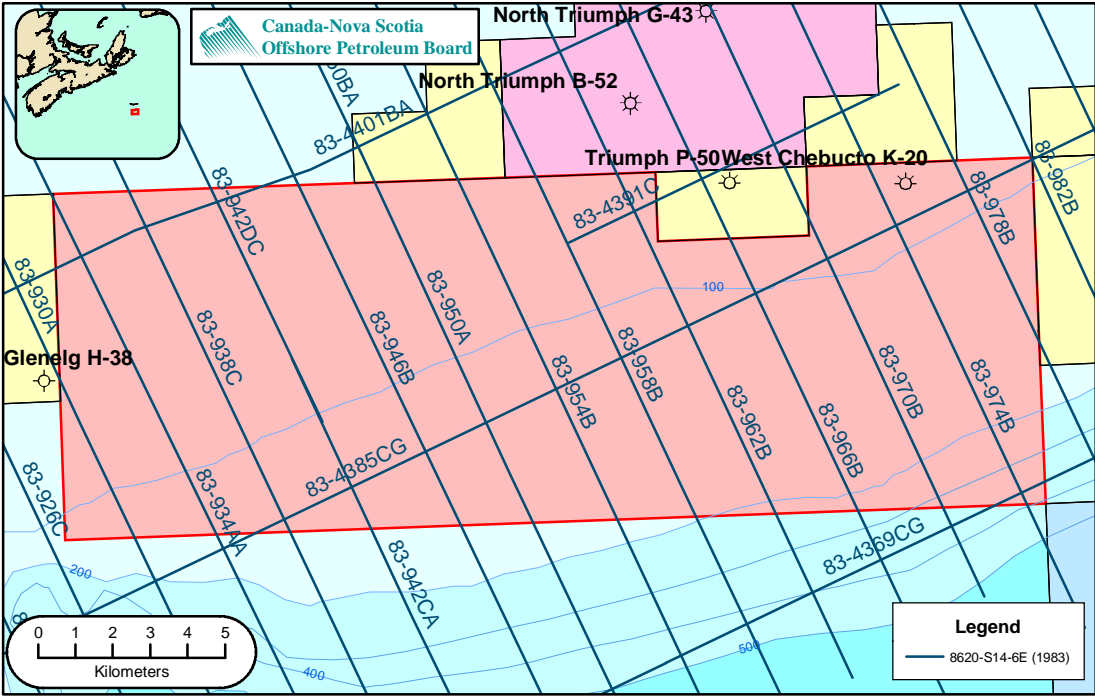 North Triumph G-43
Canada-Nova Scotia
Offshore Petroleum Board
North Triumph B-52
83-4401BA
Triumph P-50
West Chebucto K-20
83-982B
83-978B
83-942DC
83-4391C
83-930A
83-950A
100
83-938C
83-946B
Glenelg H-38
83-958B
83-954B
83-970B
83-974B
83-962B
83-966B
83-4385CG
83-926C
83-934AA
83-4369CG
200
83-942CA
0 1 2 3 4 5
Kilometers
400
500
Legend
8620-S14-6E (1983)